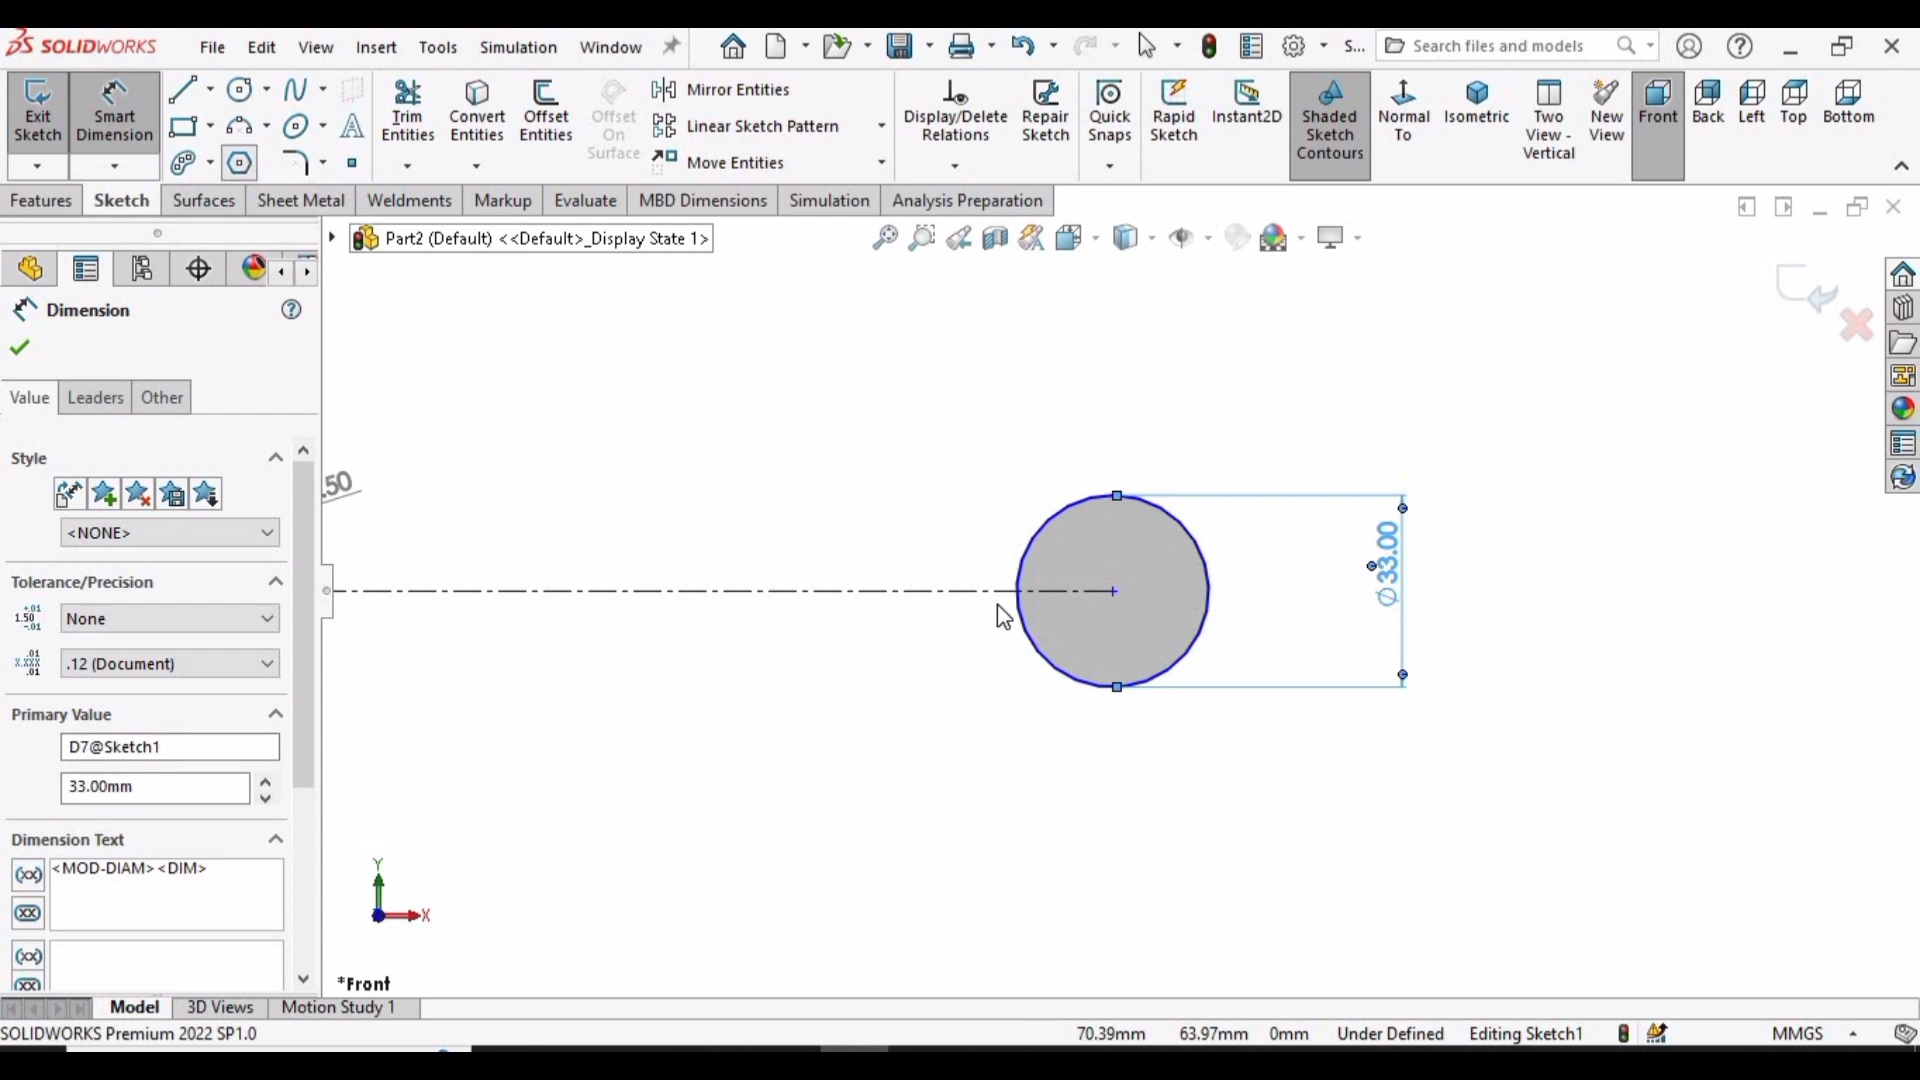 SOLIDWORKS File Edit View Insert Tools Simulation Window S... Search files and models
Exit Sketch
Smart Dimension
Trim Entities
Convert Entities
Offset Entities
Offset On Surface
Mirror Entities
Linear Sketch Pattern
Move Entities
Display/Delete Relations
Repair Sketch
Quick Snaps
Rapid Sketch
Instant2D
Shaded Sketch Contours
Normal To
Isometric
Two View - Vertical
New View
Front
Back
Left
Top
Bottom
Features Sketch Surfaces Sheet Metal Weldments Markup Evaluate MBD Dimensions Simulation Analysis Preparation
Part2 (Default) <<Default>_Display State 1>
Dimension
Value Leaders Other
Style
<NONE>
Tolerance/Precision
None
.12 (Document)
Primary Value
D7@Sketch1
33.00mm
Dimension Text
<MOD-DIAM><DIM>
.50
Ø33.00
Y
X
*Front
Model 3D Views Motion Study 1
SOLIDWORKS Premium 2022 SP1.0 70.39mm 63.97mm 0mm Under Defined Editing Sketch1 MMGS